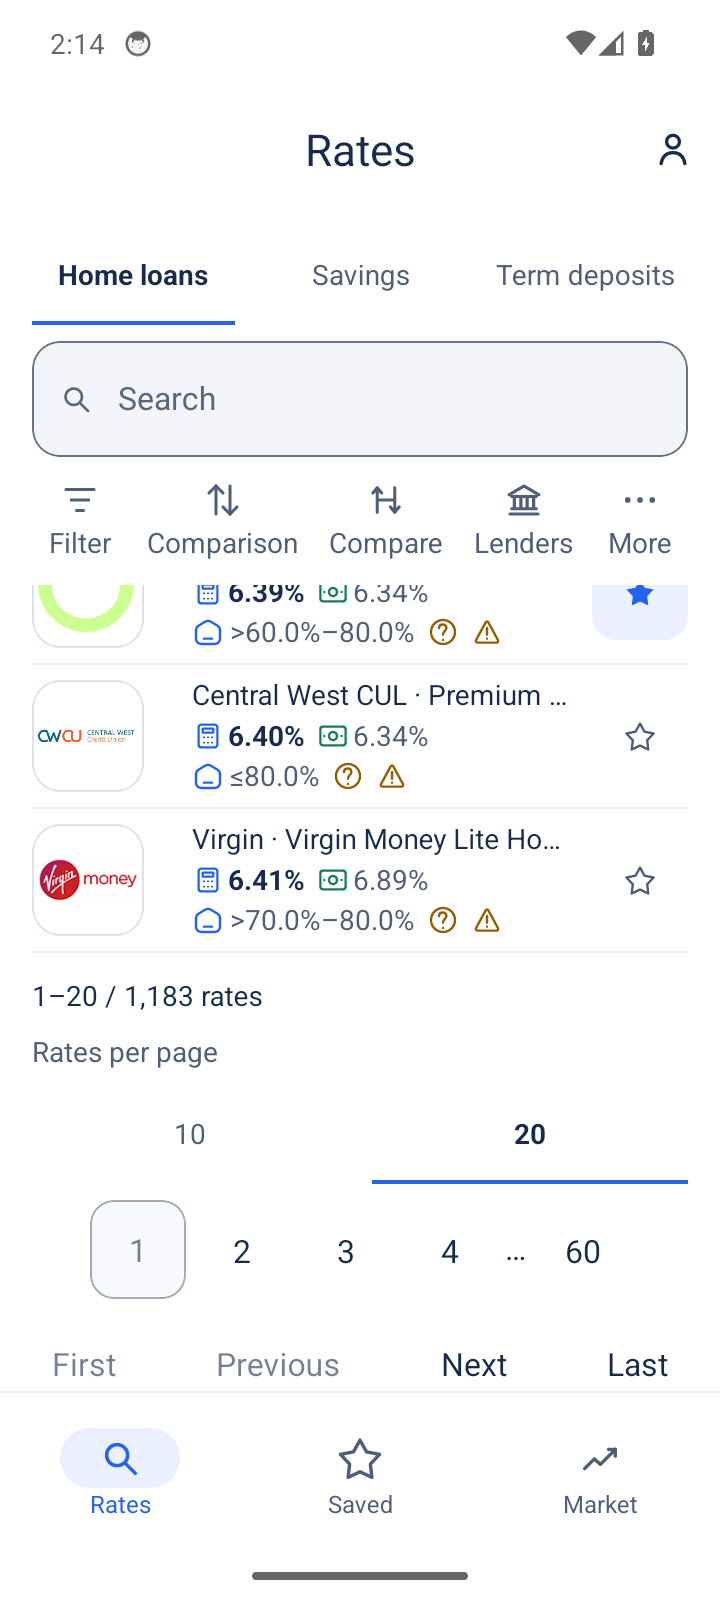 2:14
Rates
Home loans
Savings
Term deposits
Search
Filter
Comparison
Compare
Lenders
More
6.39% 6.34%
>60.0%–80.0%
CWCU CENTRAL WEST
Credit Union
Central West CUL · Premium ...
6.40% 6.34%
≤80.0%
Virgin money
Virgin · Virgin Money Lite Ho...
6.41% 6.89%
>70.0%–80.0%
1–20 / 1,183 rates
Rates per page
10
20
1 2 3 4 ... 60
First Previous Next Last
Rates
Saved
Market